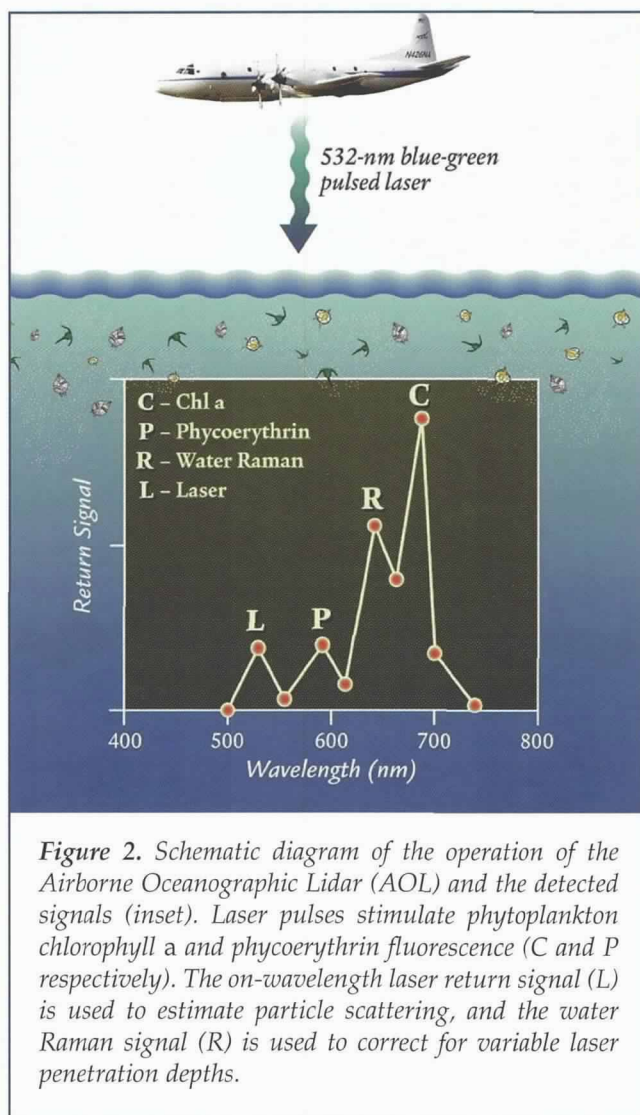 N426NA
532-nm blue-green
pulsed laser
C – Chl a
P – Phycoerythrin
R – Water Raman
L – Laser
C
R
L
P
Return Signal
400 500 600 700 800
Wavelength (nm)
Figure 2. Schematic diagram of the operation of the
Airborne Oceanographic Lidar (AOL) and the detected
signals (inset). Laser pulses stimulate phytoplankton
chlorophyll a and phycoerythrin fluorescence (C and P
respectively). The on-wavelength laser return signal (L)
is used to estimate particle scattering, and the water
Raman signal (R) is used to correct for variable laser
penetration depths.